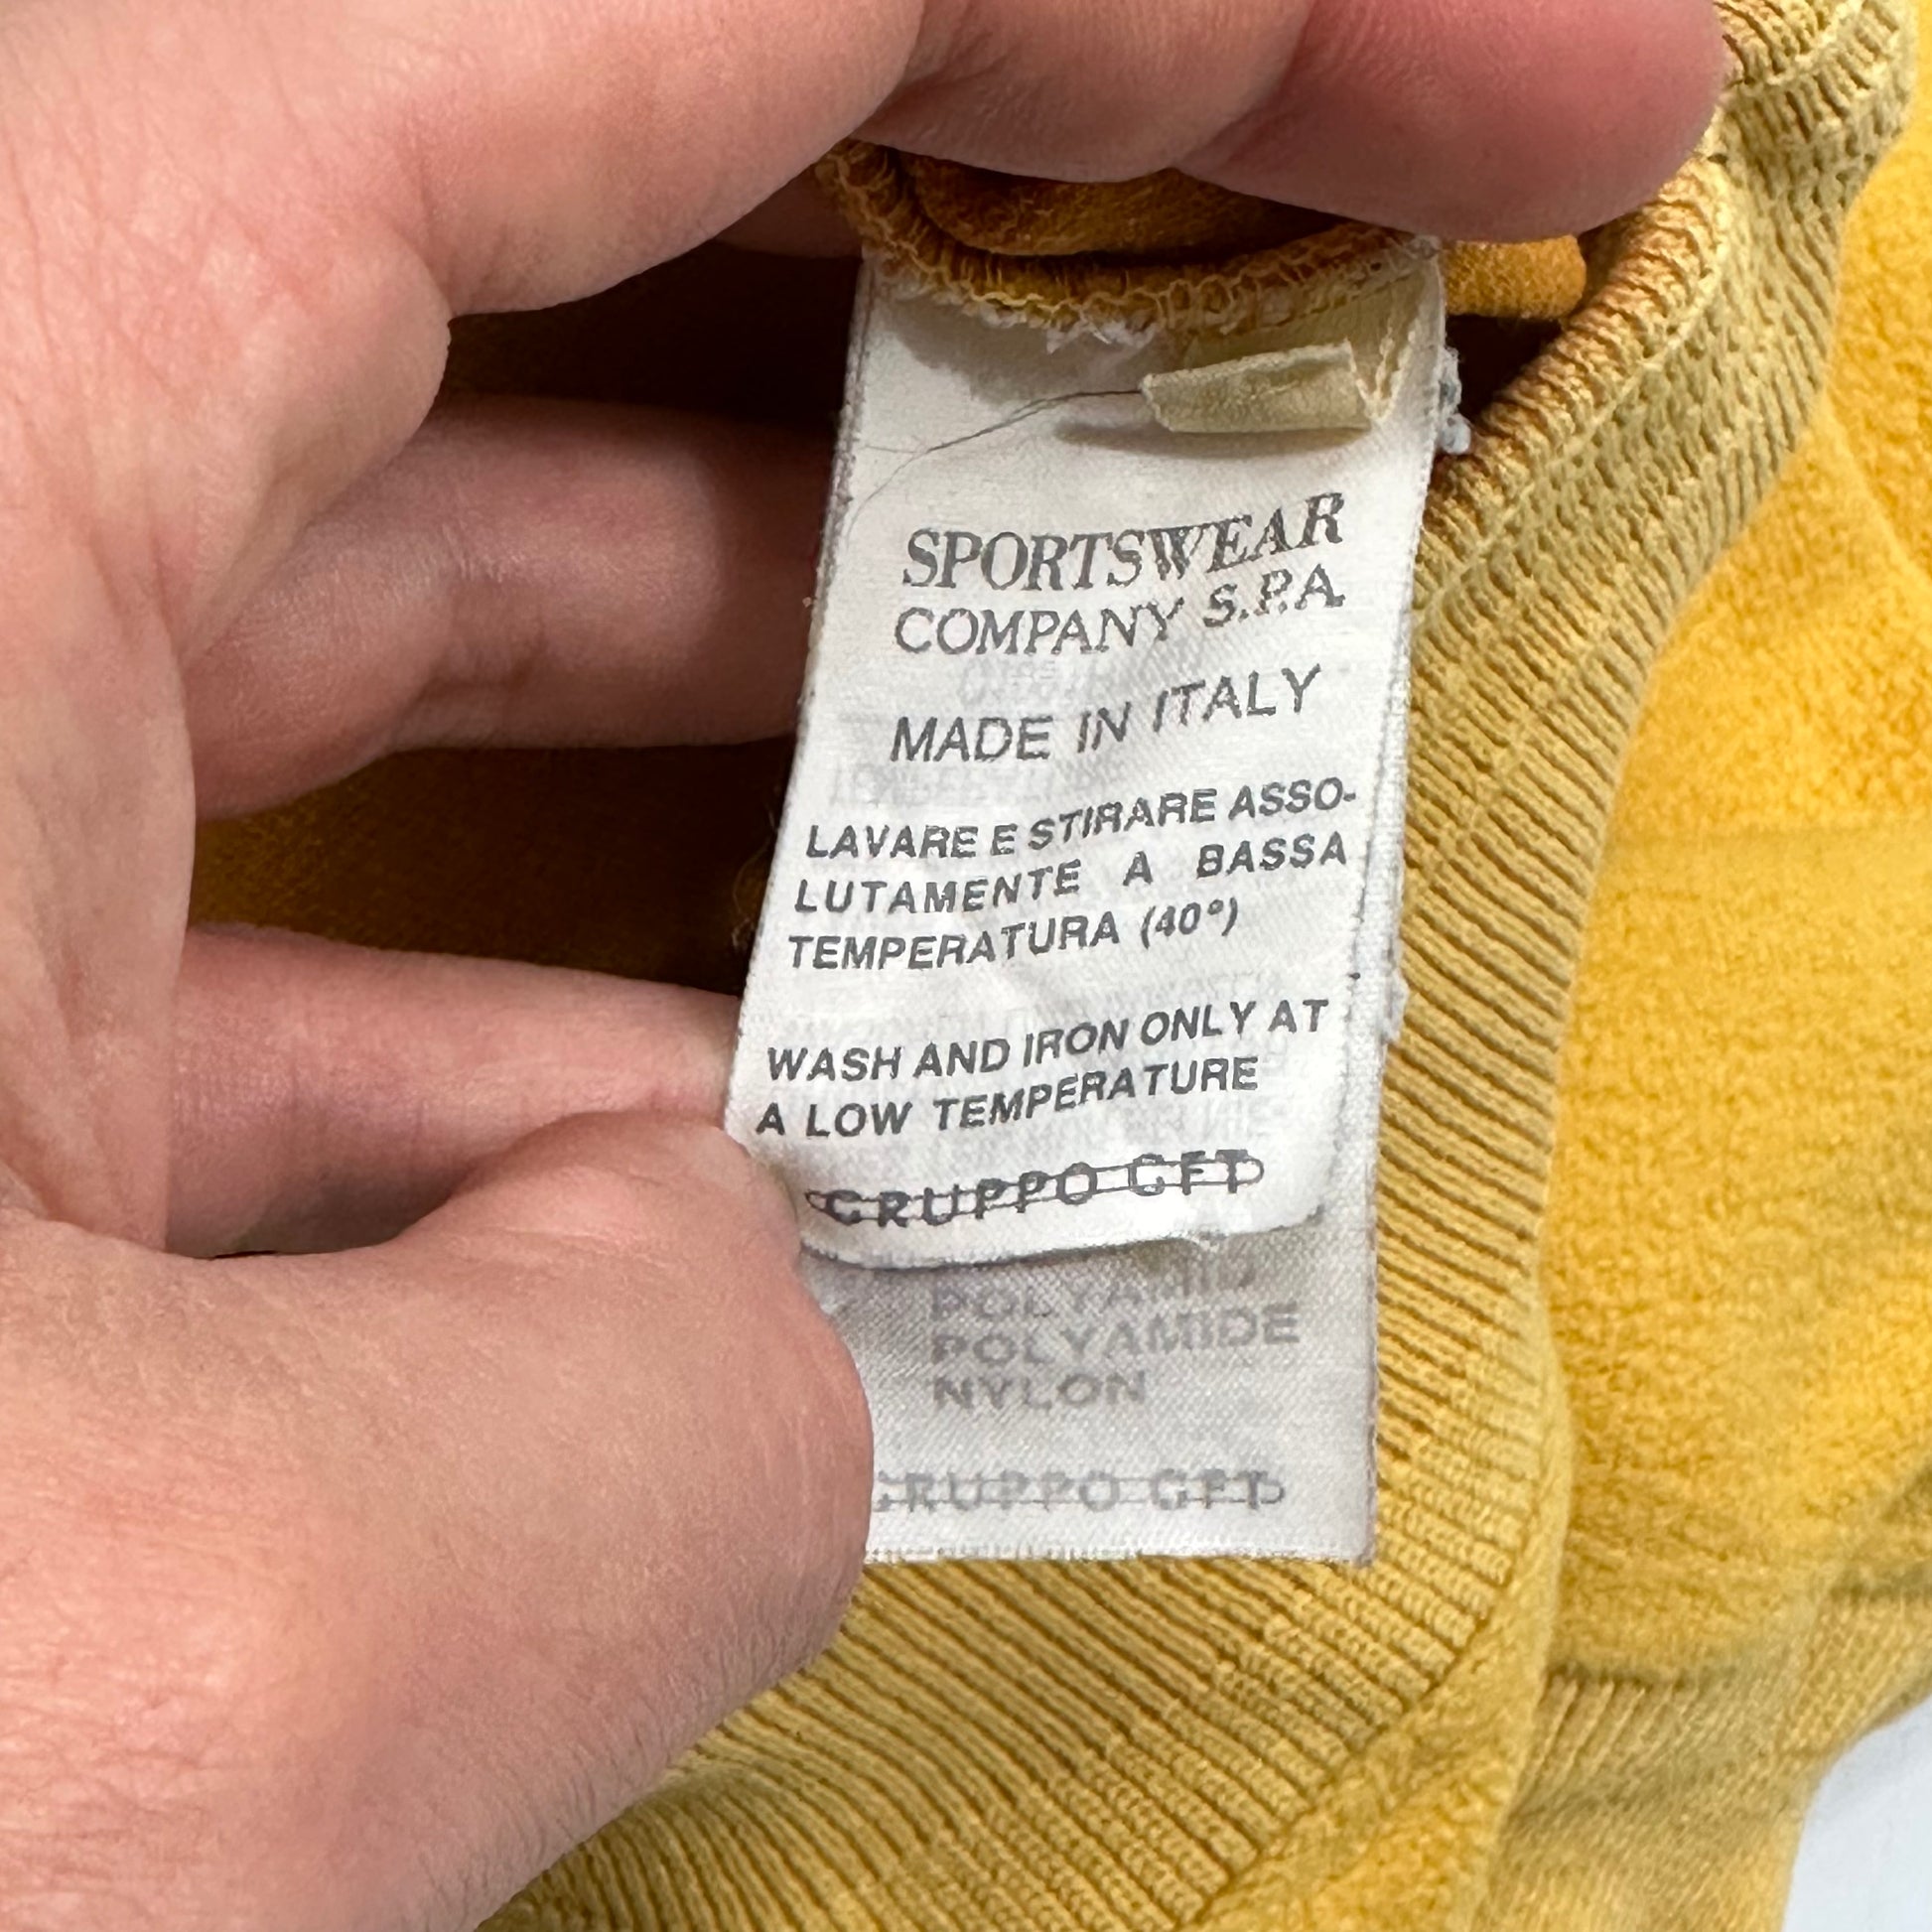 SPORTSWEAR
COMPANY S.P.A.
MADE IN ITALY
LAVARE E STIRARE ASSO-
LUTAMENTE A BASSA
TEMPERATURA (40°)
WASH AND IRON ONLY AT
A LOW TEMPERATURE
GRUPPO GFT
POLYAMID
POLYAMIDE
NYLON
GRUPPO GFT